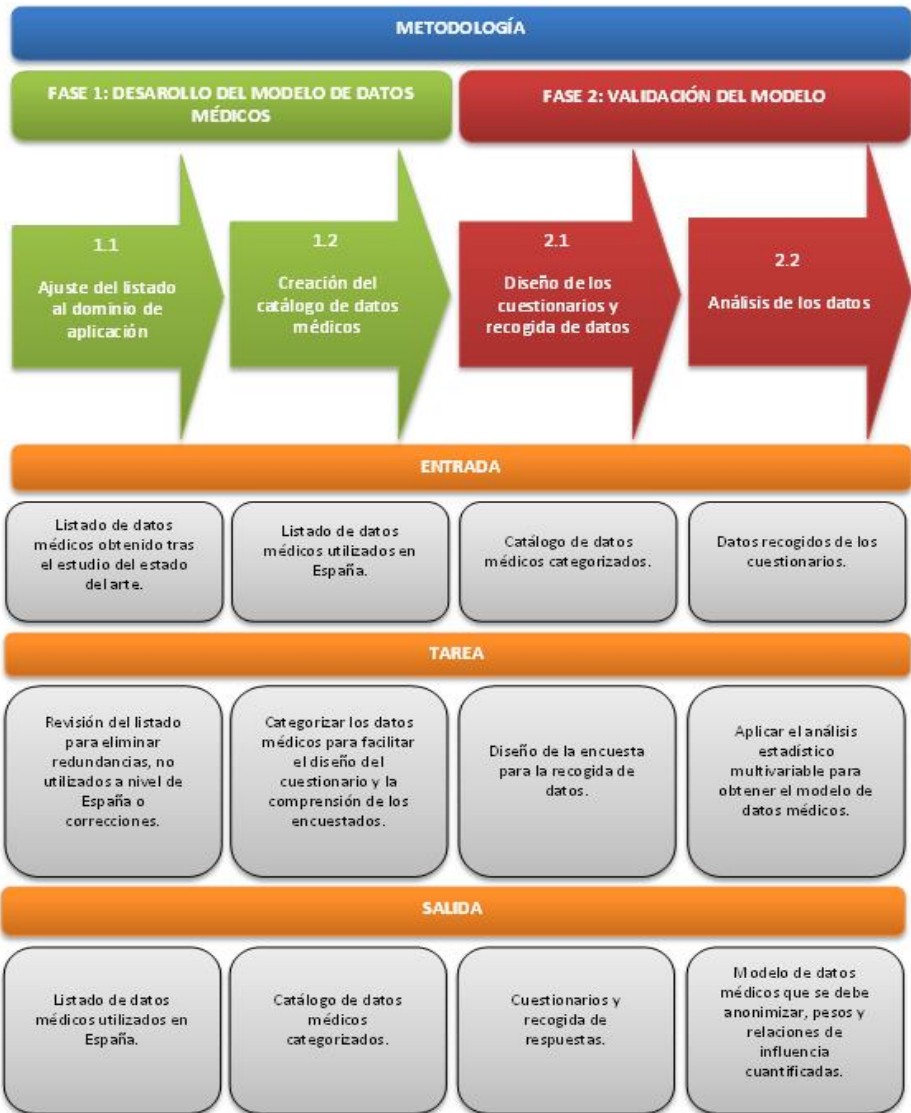 METODOLOGÍA
FASE 1: DESAROLLO DEL MODELO DE DATOS
MÉDICOS
FASE 2: VALIDACIÓN DEL MODELO
1.1
Ajuste del listado
al dominio de
aplicación
1.2
Creación del
catálogo de datos
médicos
2.1
Diseño de los
cuestionarios y
recogida de datos
2.2
Análisis de los datos
ENTRADA
Listado de datos
médicos obtenido tras
el estudio del estado
del arte.
Listado de datos
médicos utilizados en
España.
Catálogo de datos
médicos categorizados.
Datos recogidos de los
cuestionarios.
TAREA
Revisión del listado
para eliminar
redundancias, no
utilizados a nivel de
España o
correcciones.
Categorizar los datos
médicos para facilitar
el diseño del
cuestionario y la
comprensión de los
encuestados.
Diseño de la encuesta
para la recogida de
datos.
Aplicar el análisis
estadístico
multivariable para
obtener el modelo de
datos médicos.
SALIDA
Listado de datos
médicos utilizados en
España.
Catálogo de datos
médicos
categorizados.
Cuestionarios y
recogida de
respuestas.
Modelo de datos
médicos que se debe
anonimizar, pesos y
relaciones de
influencia
cuantificadas.